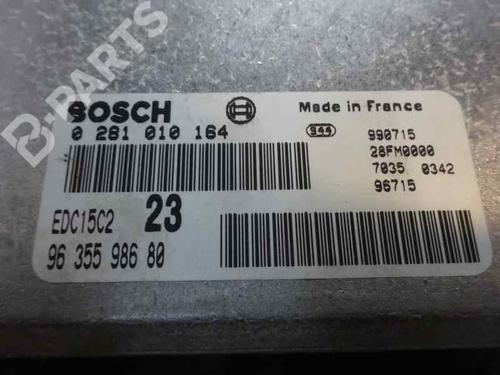 B-PARTS
BOSCH
Made in France
0 281 010 164
944
990715
28FM0000
7035 0342
96715
EDC15C2
23
96 355 986 80